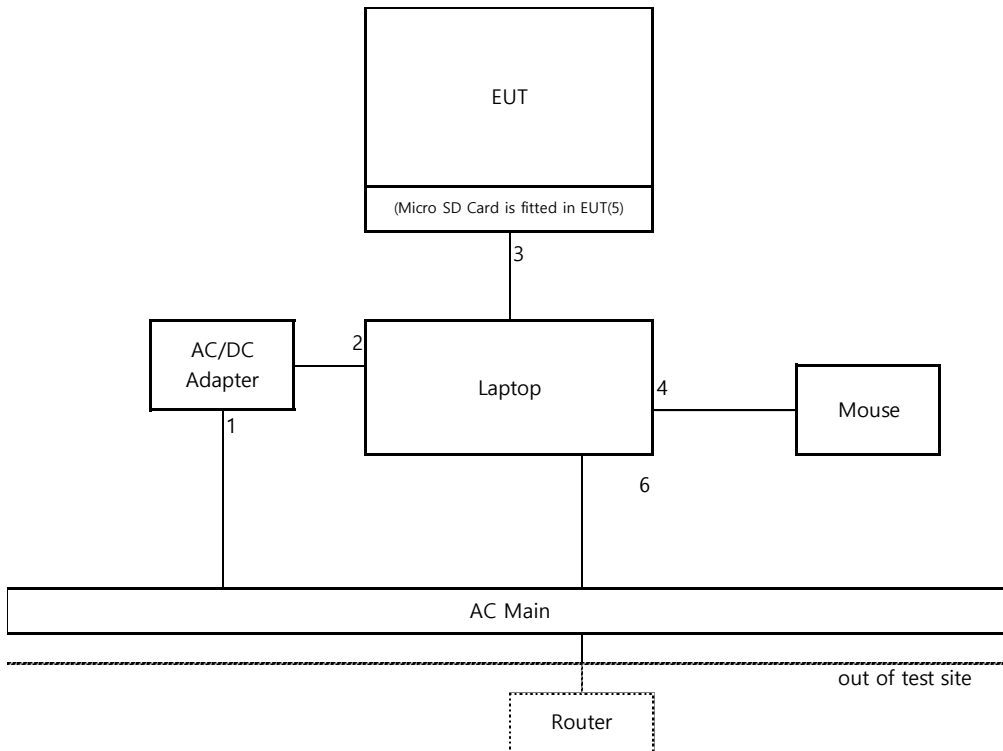 EUT
(Micro SD Card is fitted in EUT(5)
3
AC/DC
Adapter
2
Laptop
4
Mouse
1
6
AC Main
out of test site
Router